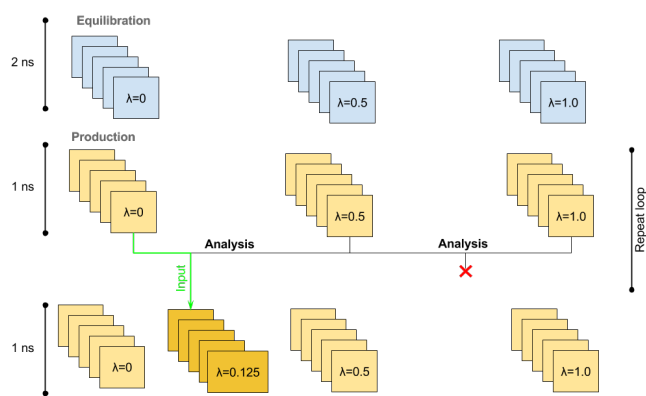 Equilibration
2 ns
λ=0
λ=0.5
λ=1.0
Production
1 ns
λ=0
λ=0.5
λ=1.0
Repeat loop
Analysis
Analysis
Input
1 ns
λ=0
λ=0.125
λ=0.5
λ=1.0